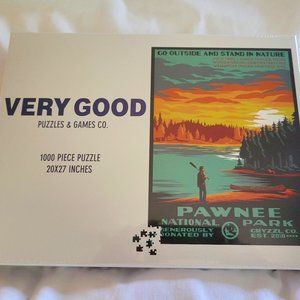 VERY GOOD
PUZZLES & GAMES CO.
1000 PIECE PUZZLE
20X27 INCHES
GO OUTSIDE AND STAND IN NATURE
PAWNEE
NATIONAL PARK
GENEROUSLY
DONATED BY
GRYZZL CO.